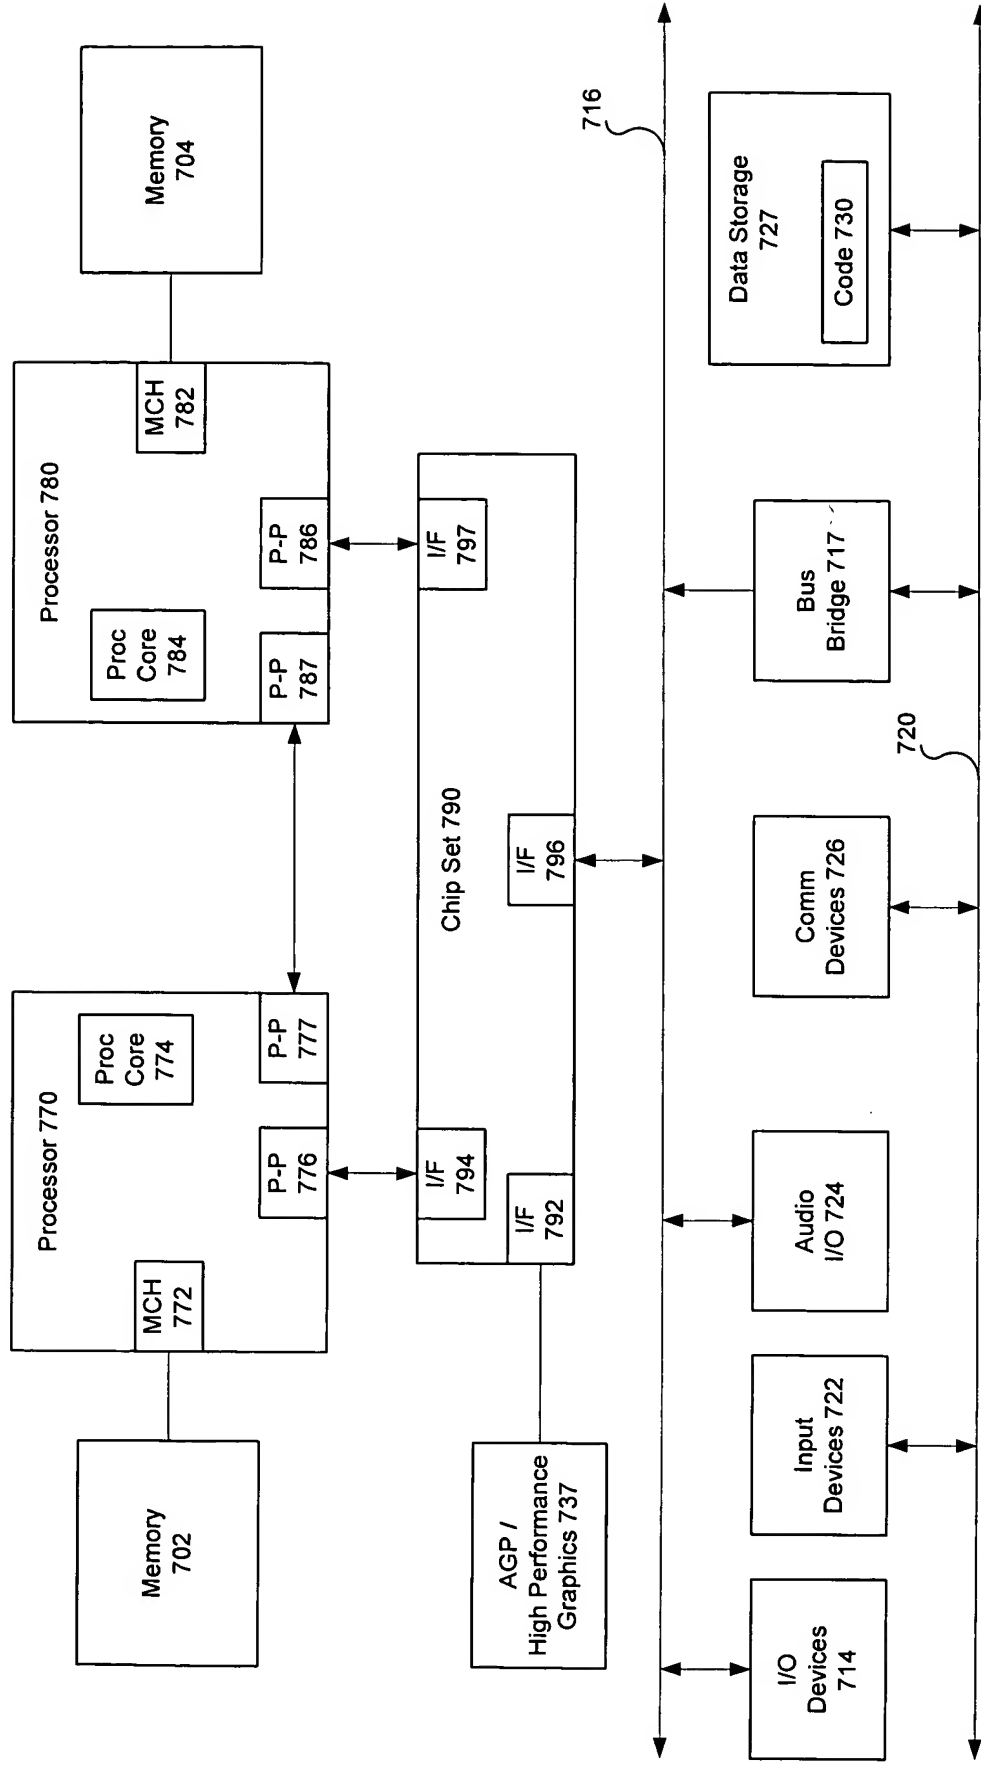 Memory
702
Processor 770
MCH
772
Proc
Core
774
P-P
776
P-P
777
Processor 780
Proc
Core
784
MCH
782
P-P
787
P-P
786
Memory
704
AGP /
High Performance
Graphics 737
Chip Set 790
I/F
794
I/F
792
I/F
796
I/F
797
716
I/O
Devices
714
Input
Devices 722
Audio
I/O 724
Comm
Devices 726
Bus
Bridge 717
Data Storage
727
Code 730
720